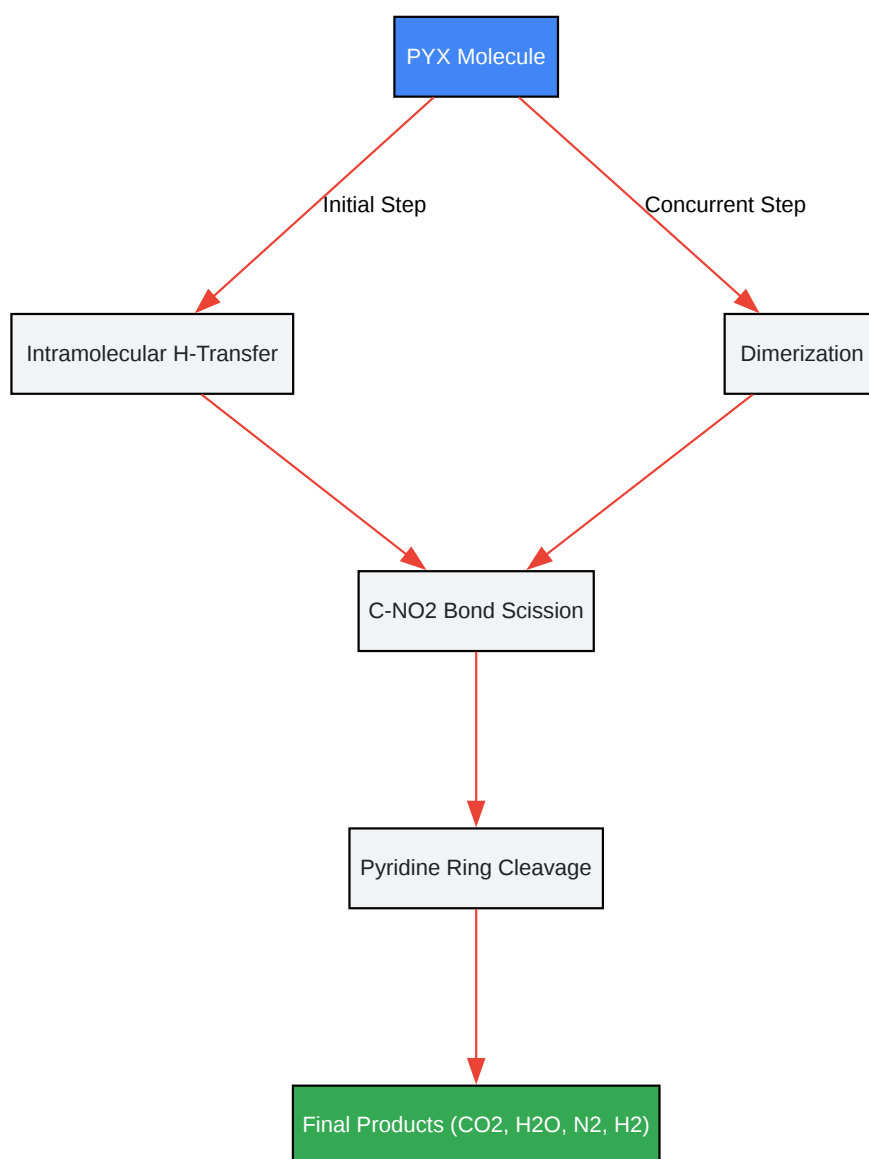 PYX Molecule
Initial Step
Concurrent Step
Intramolecular H-Transfer
Dimerization
C-NO2 Bond Scission
Pyridine Ring Cleavage
Final Products (CO2, H2O, N2, H2)